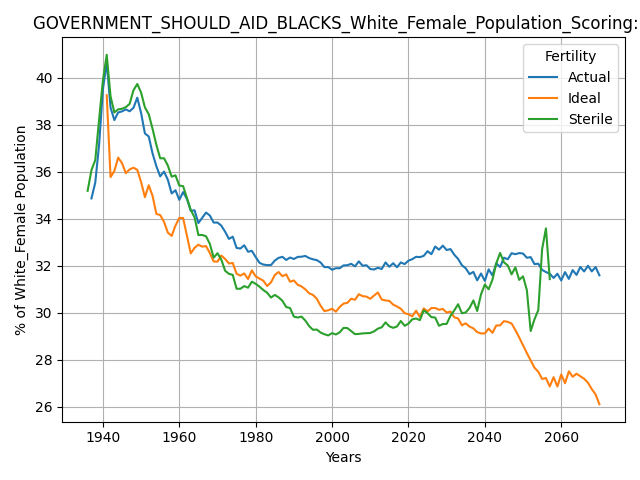 GOVERNMENT_SHOULD_AID_BLACKS_White_Female_Population_Scoring:
Fertility
Actual
Ideal
Sterile
% of White_Female Population
40
38
36
34
32
30
28
26
1940 1960 1980 2000 2020 2040 2060
Years